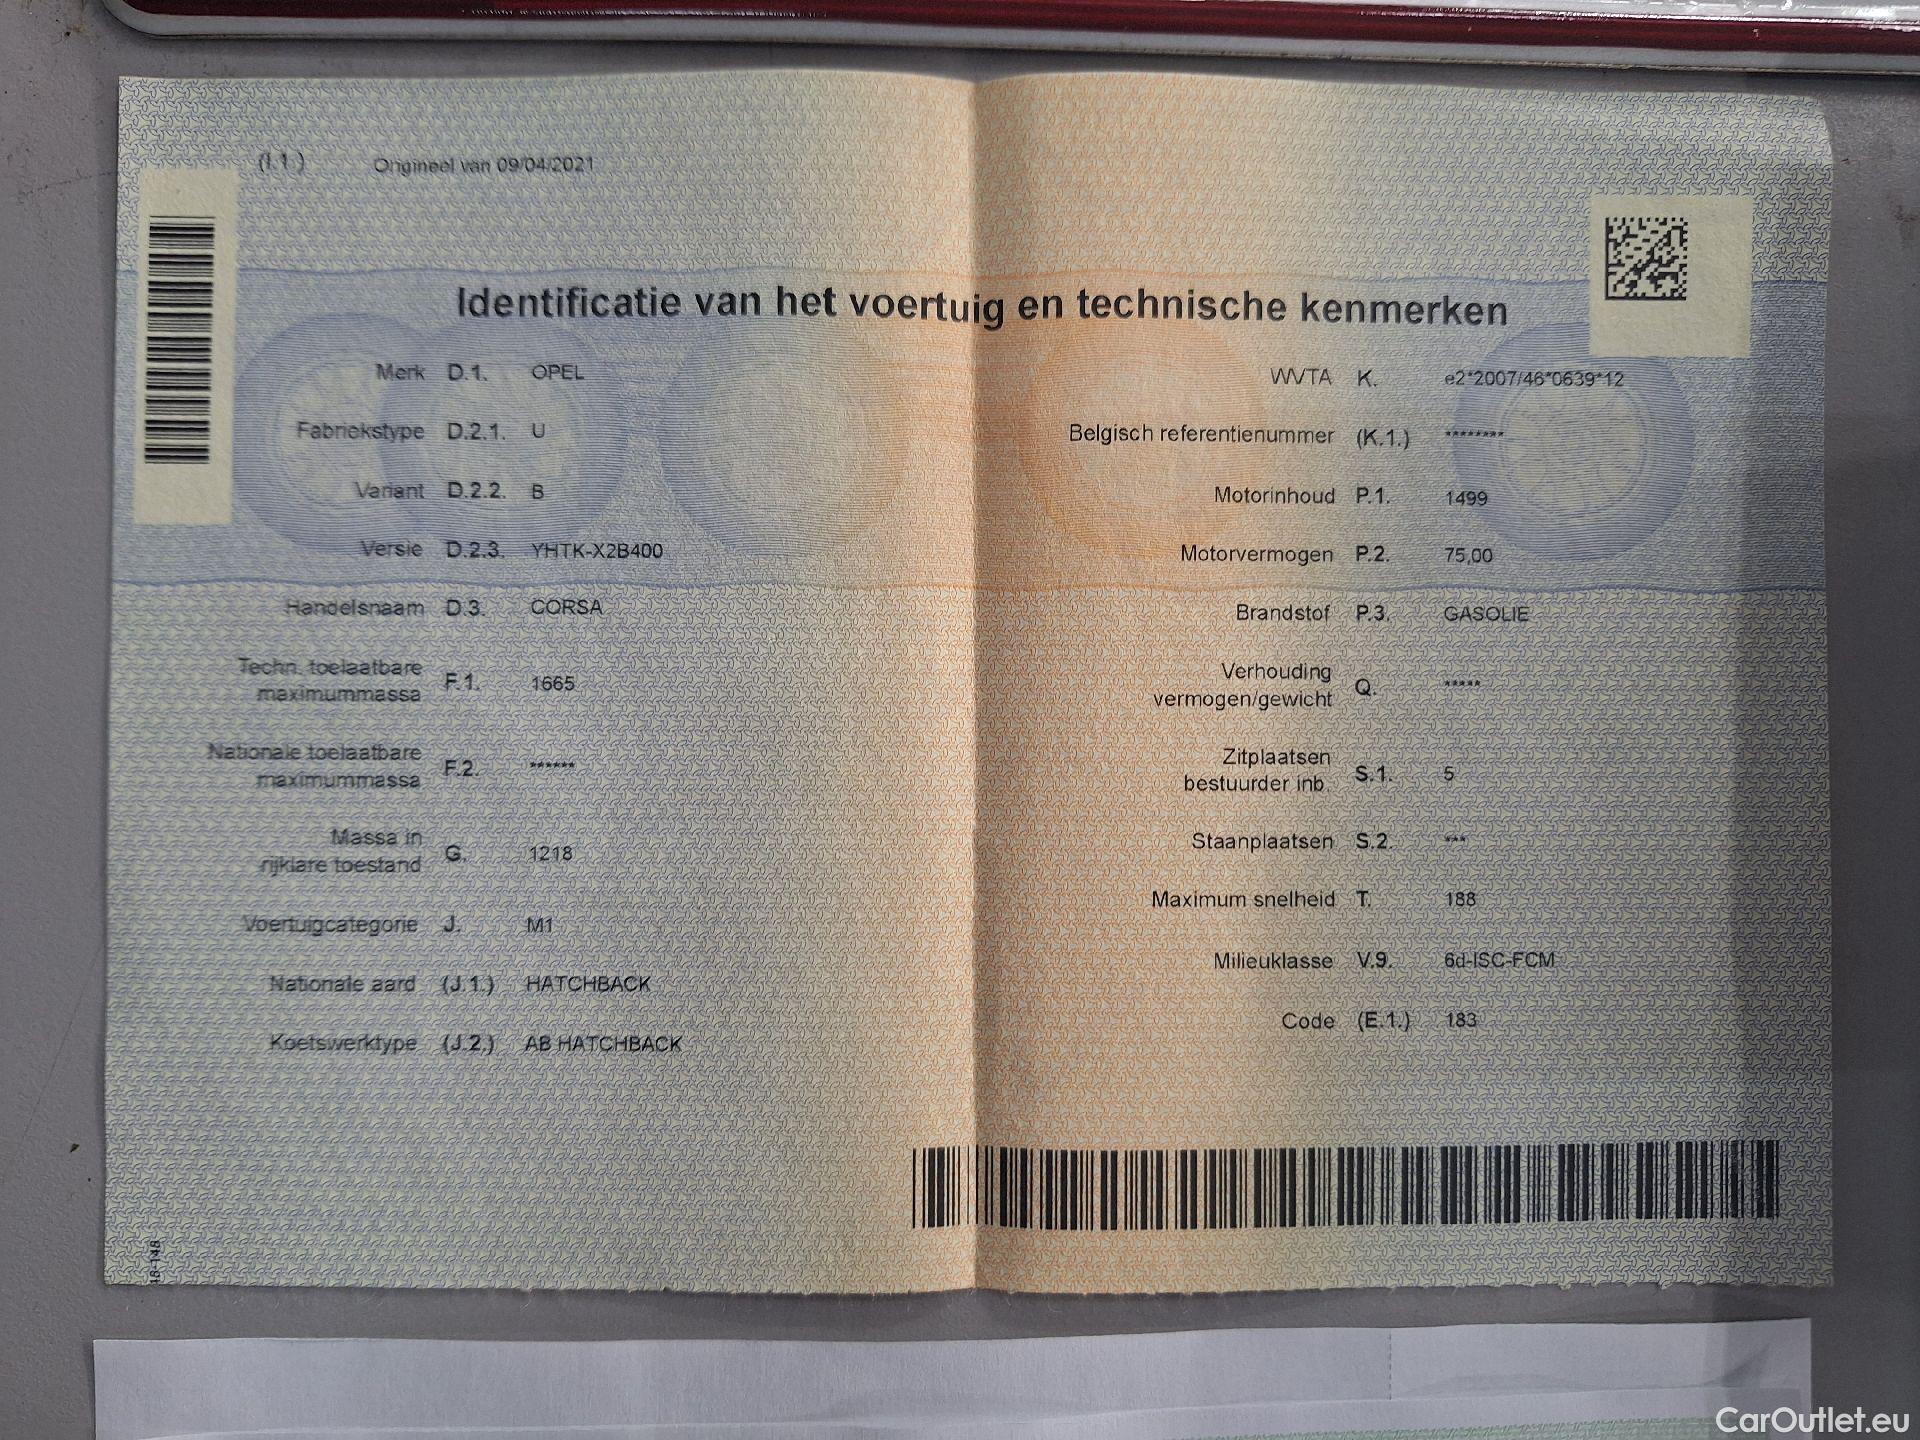 (I.1.) Origineel van 09/04/2021
Identificatie van het voertuig en technische kenmerken
Merk D.1. OPEL
Fabriekstype D.2.1. U
Variant D.2.2. B
Versie D.2.3. YHTK-X2B400
Handelsnaam D.3. CORSA
Techn. toelaatbare
maximummassa F.1. 1665
Nationale toelaatbare
maximummassa F.2. ******
Massa in
rijklare toestand G. 1218
Voertuigcategorie J. M1
Nationale aard (J.1.) HATCHBACK
Koetswerktype (J.2.) AB HATCHBACK
48-148
WVTA K. e2*2007/46*0639*12
Belgisch referentienummer (K.1.) ********
Motorinhoud P.1. 1499
Motorvermogen P.2. 75,00
Brandstof P.3. GASOLIE
Verhouding
vermogen/gewicht Q. *****
Zitplaatsen
bestuurder inb. S.1. 5
Staanplaatsen S.2. ***
Maximum snelheid T. 188
Milieuklasse V.9. 6d-ISC-FCM
Code (E.1.) 183
CarOutlet.eu